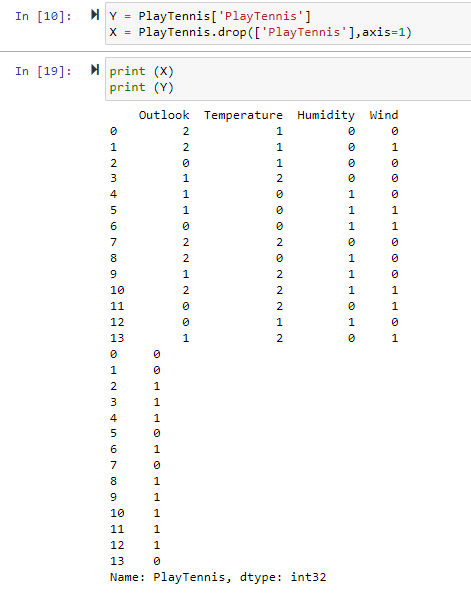 In [10]: Y = PlayTennis['PlayTennis']
X = PlayTennis.drop(['PlayTennis'],axis=1)
In [19]: print (X)
print (Y)
Outlook Temperature Humidity Wind
0 2 1 0 0
1 2 1 0 1
2 0 1 0 0
3 1 2 0 0
4 1 0 1 0
5 1 0 1 1
6 0 0 1 1
7 2 2 0 0
8 2 0 1 0
9 1 2 1 0
10 2 2 1 1
11 0 2 0 1
12 0 1 1 0
13 1 2 0 1
0 0
1 0
2 1
3 1
4 1
5 0
6 1
7 0
8 1
9 1
10 1
11 1
12 1
13 0
Name: PlayTennis, dtype: int32